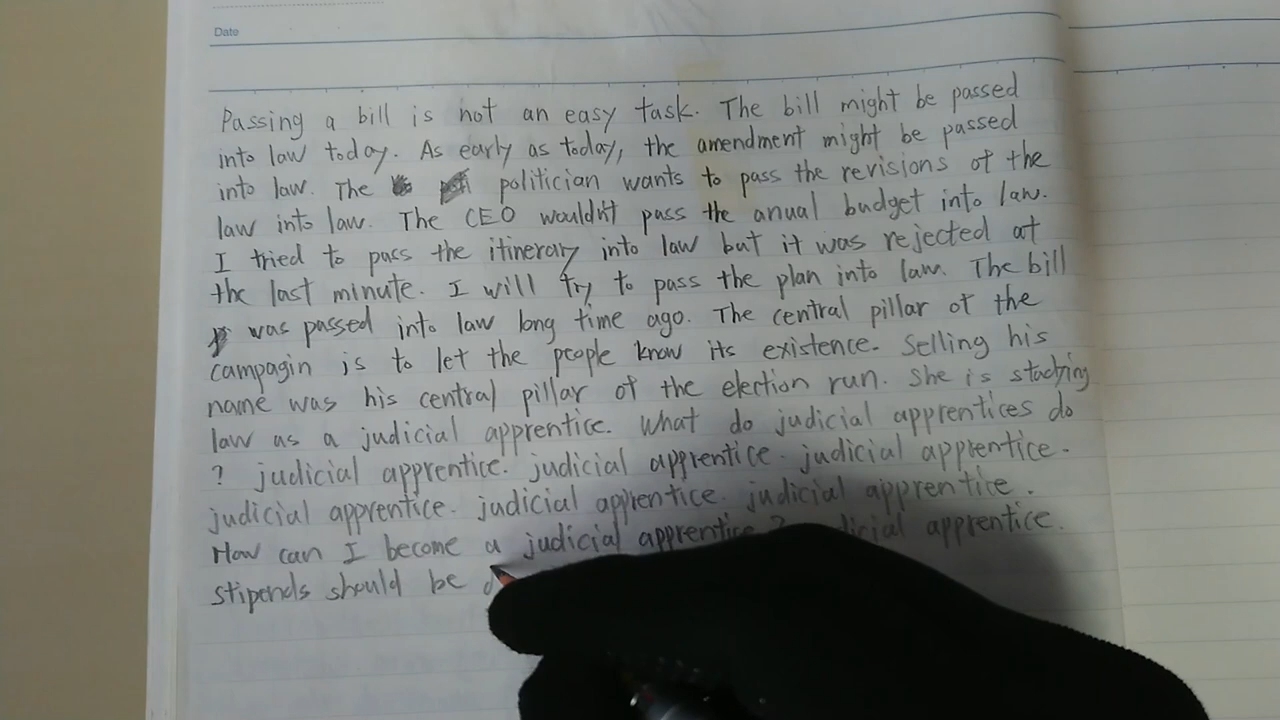 Date
Passing a bill is not an easy task. The bill might be passed
into law today. As early as today, the amendment might be passed
into law. The politician wants to pass the revisions of the
law into law. The CEO wouldn't pass the anual budget into law.
I tried to pass the itinerary into law but it was rejected at
the last minute. I will try to pass the plan into law. The bill
was passed into law long time ago. The central pillar of the
campagin is to let the people know its existence. Selling his
name was his central pillar of the election run. She is studying
law as a judicial apprentice. What do judicial apprentices do
? judicial apprentice. judicial apprentice. judicial apprentice.
judicial apprentice. judicial apprentice. judicial apprentice.
How can I become a judicial apprentice ? apprentice.
stipends should be